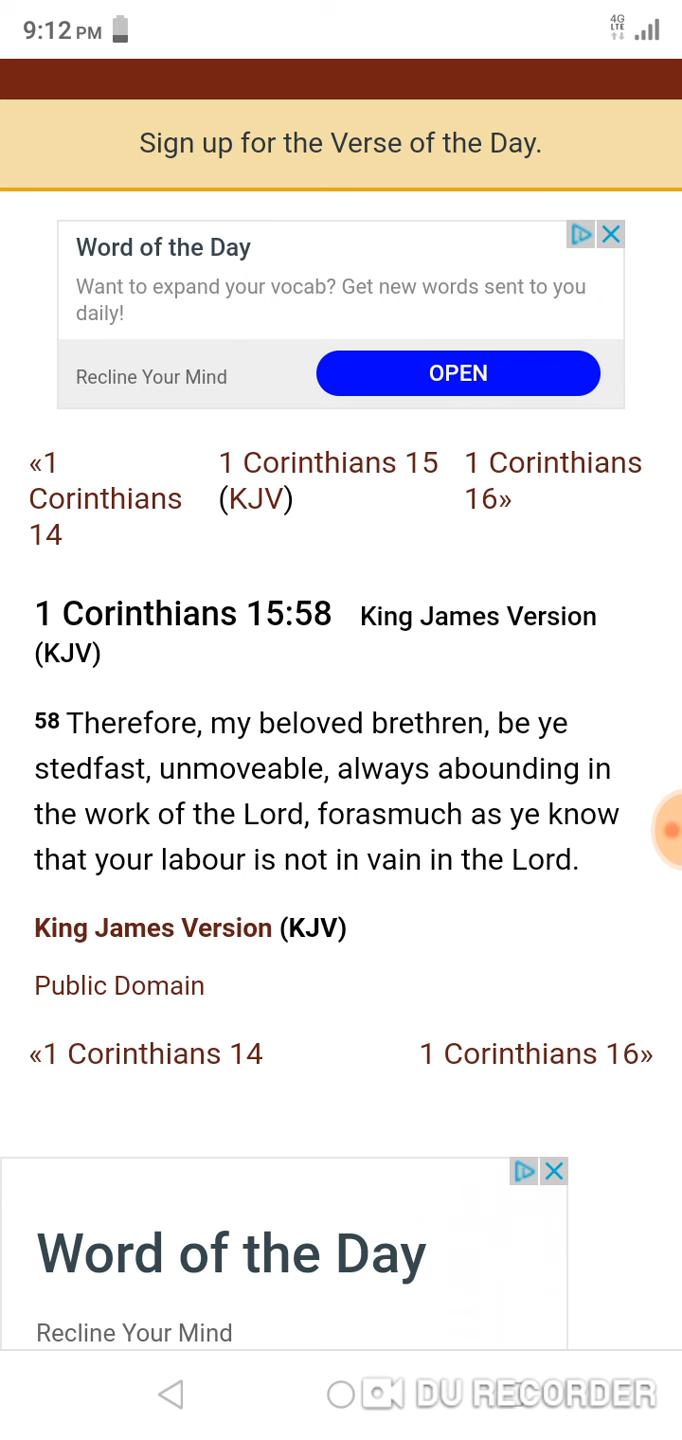 9:12 PM
4G
LTE
Sign up for the Verse of the Day.
Word of the Day
Want to expand your vocab? Get new words sent to you
daily!
Recline Your Mind
OPEN
«1 Corinthians 14
1 Corinthians 15 (KJV)
1 Corinthians 16»
1 Corinthians 15:58 King James Version
(KJV)
58 Therefore, my beloved brethren, be ye
stedfast, unmoveable, always abounding in
the work of the Lord, forasmuch as ye know
that your labour is not in vain in the Lord.
King James Version (KJV)
Public Domain
«1 Corinthians 14 1 Corinthians 16»
Word of the Day
Recline Your Mind
DU RECORDER